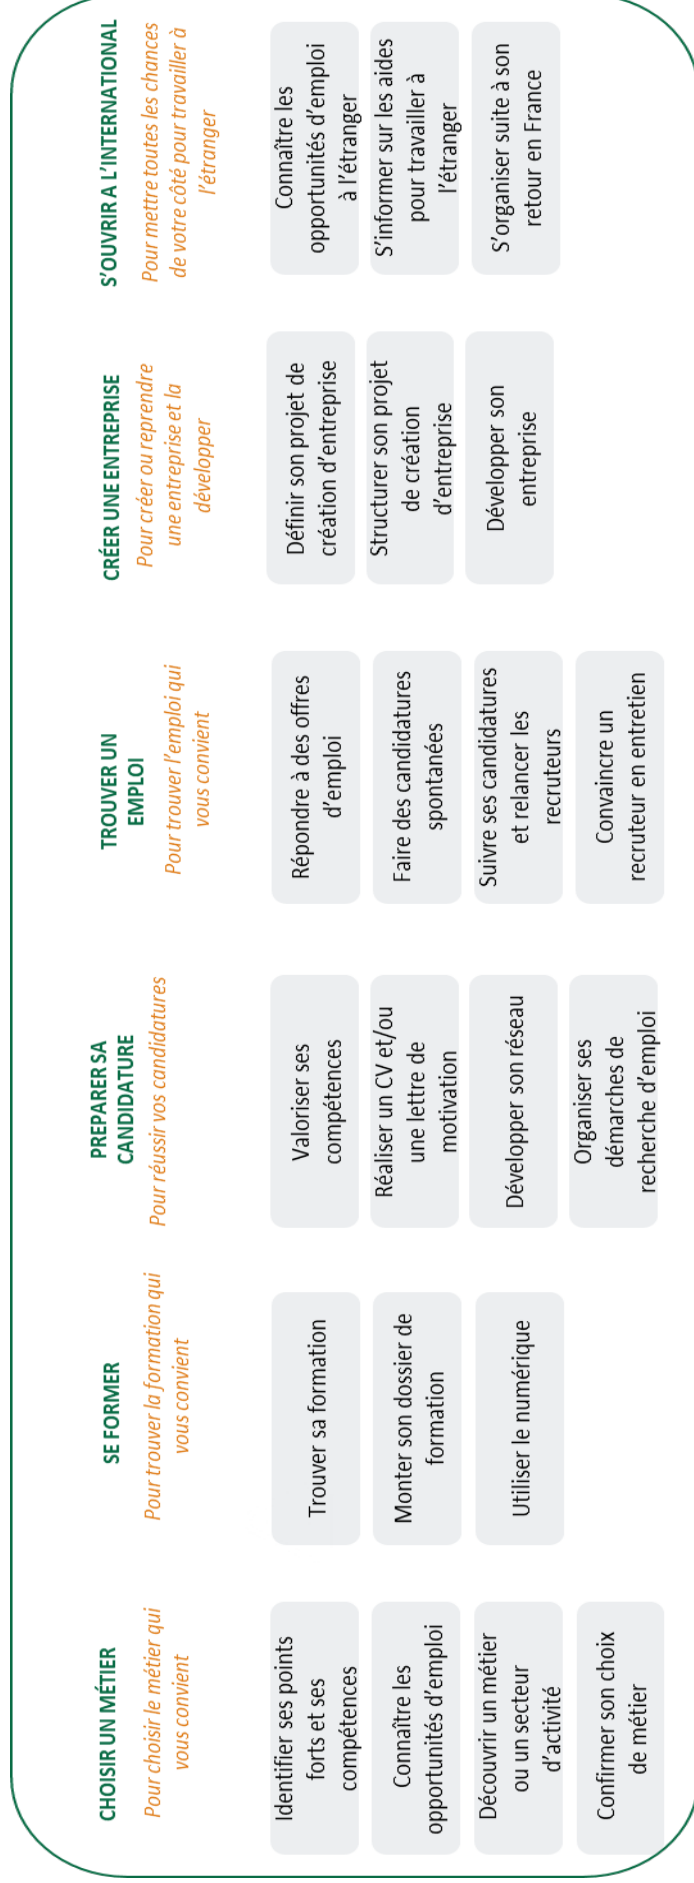 CHOISIR UN MÉTIER
Pour choisir le métier qui
vous convient
Identifier ses points
forts et ses
compétences
Connaître les
opportunités d'emploi
Découvrir un métier
ou un secteur
d'activité
Confirmer son choix
de métier
SE FORMER
Pour trouver la formation qui
vous convient
Trouver sa formation
Monter son dossier de
formation
Utiliser le numérique
PREPARER SA
CANDIDATURE
Pour réussir vos candidatures
Valoriser ses
compétences
Réaliser un CV et/ou
une lettre de
motivation
Développer son réseau
Organiser ses
démarches de
recherche d'emploi
TROUVER UN
EMPLOI
Pour trouver l'emploi qui
vous convient
Répondre à des offres
d'emploi
Faire des candidatures
spontanées
Suivre ses candidatures
et relancer les
recruteurs
Convaincre un
recruteur en entretien
CRÉER UNE ENTREPRISE
Pour créer ou reprendre
une entreprise et la
développer
Définir son projet de
création d'entreprise
Structurer son projet
de création
d'entreprise
Développer son
entreprise
S'OUVRIR A L'INTERNATIONAL
Pour mettre toutes les chances
de votre côté pour travailler à
l'étranger
Connaître les
opportunités d'emploi
à l'étranger
S'informer sur les aides
pour travailler à
l'étranger
S'organiser suite à son
retour en France